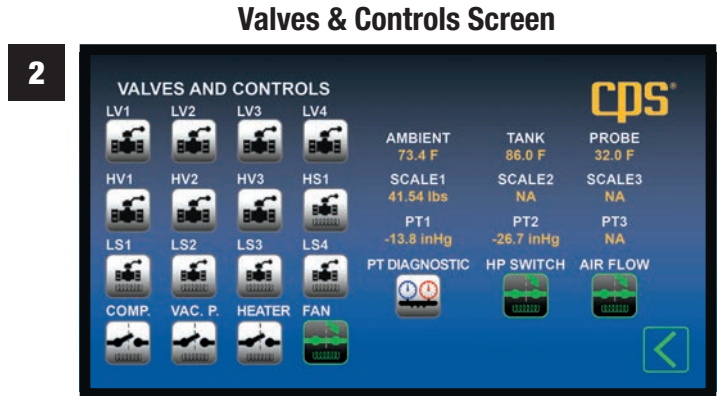 Valves & Controls Screen
2
VALVES AND CONTROLS
cps®
LV1 LV2 LV3 LV4
AMBIENT TANK PROBE
73.4 F 86.0 F 32.0 F
HV1 HV2 HV3 HS1
SCALE1 SCALE2 SCALE3
41.54 lbs NA NA
PT1 PT2 PT3
-13.8 inHg -26.7 inHg NA
LS1 LS2 LS3 LS4
PT DIAGNOSTIC HP SWITCH AIR FLOW
COMP. VAC. P. HEATER FAN